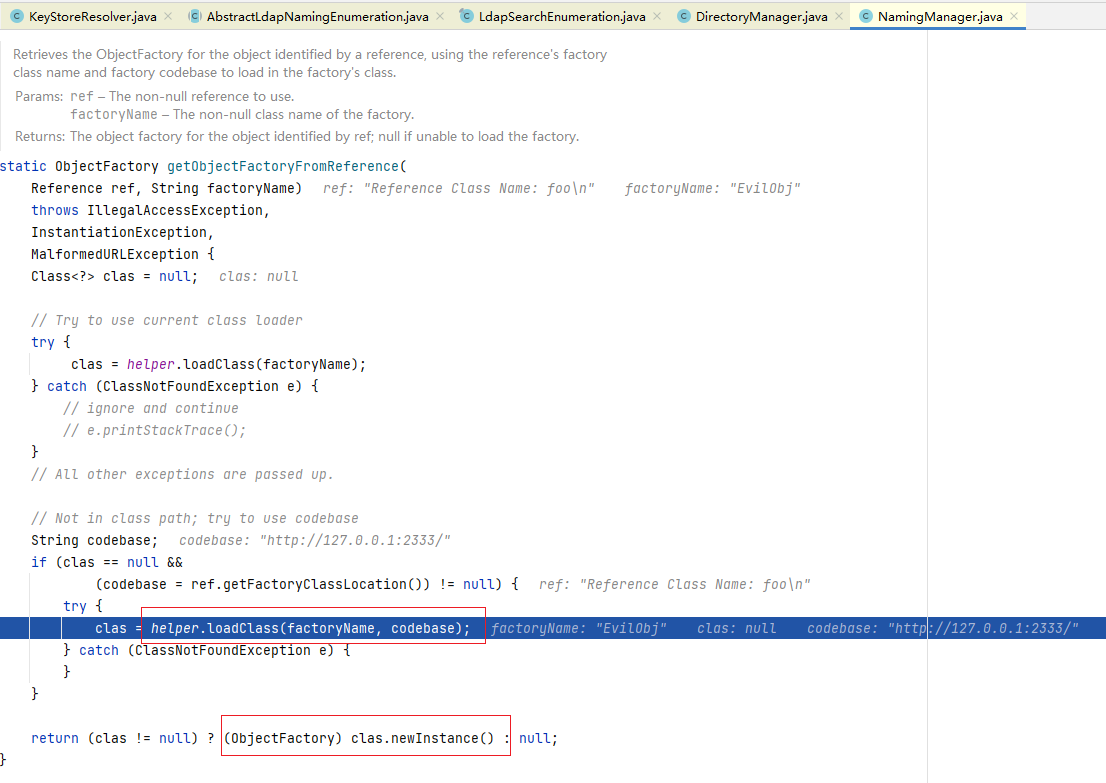 KeyStoreResolver.java AbstractLdapNamingEnumeration.java LdapSearchEnumeration.java DirectoryManager.java NamingManager.java
Retrieves the ObjectFactory for the object identified by a reference, using the reference's factory
class name and factory codebase to load in the factory's class.
Params: ref – The non-null reference to use.
factoryName – The non-null class name of the factory.
Returns: The object factory for the object identified by ref; null if unable to load the factory.
static ObjectFactory getObjectFactoryFromReference(
Reference ref, String factoryName) ref: "Reference Class Name: foo\n" factoryName: "EvilObj"
throws IllegalAccessException,
InstantiationException,
MalformedURLException {
Class<?> clas = null; clas: null
// Try to use current class loader
try {
clas = helper.loadClass(factoryName);
} catch (ClassNotFoundException e) {
// ignore and continue
// e.printStackTrace();
}
// All other exceptions are passed up.
// Not in class path; try to use codebase
String codebase; codebase: "http://127.0.0.1:2333/"
if (clas == null &&
(codebase = ref.getFactoryClassLocation()) != null) { ref: "Reference Class Name: foo\n"
try {
clas = helper.loadClass(factoryName, codebase); factoryName: "EvilObj" clas: null codebase: "http://127.0.0.1:2333/"
} catch (ClassNotFoundException e) {
}
}
return (clas != null) ? (ObjectFactory) clas.newInstance() : null;
}